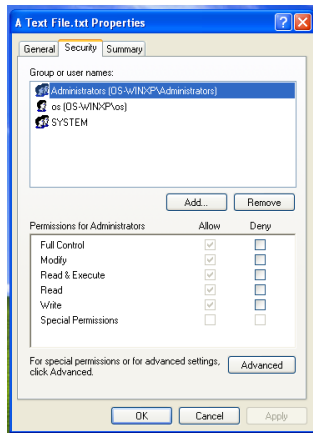 A Text File.txt Properties
General Security Summary
Group or user names:
Administrators (OS-WINXP\Administrators)
os (OS-WINXP\os)
SYSTEM
Add... Remove
Permissions for Administrators Allow Deny
Full Control
Modify
Read & Execute
Read
Write
Special Permissions
For special permissions or for advanced settings,
click Advanced.
Advanced
OK Cancel Apply